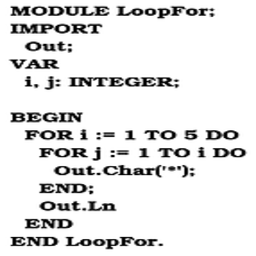 MODULE LoopFor;
IMPORT
Out;
VAR
i, j: INTEGER;
BEGIN
FOR i := 1 TO 5 DO
FOR j := 1 TO i DO
Out.Char('*');
END;
Out.Ln
END
END LoopFor.